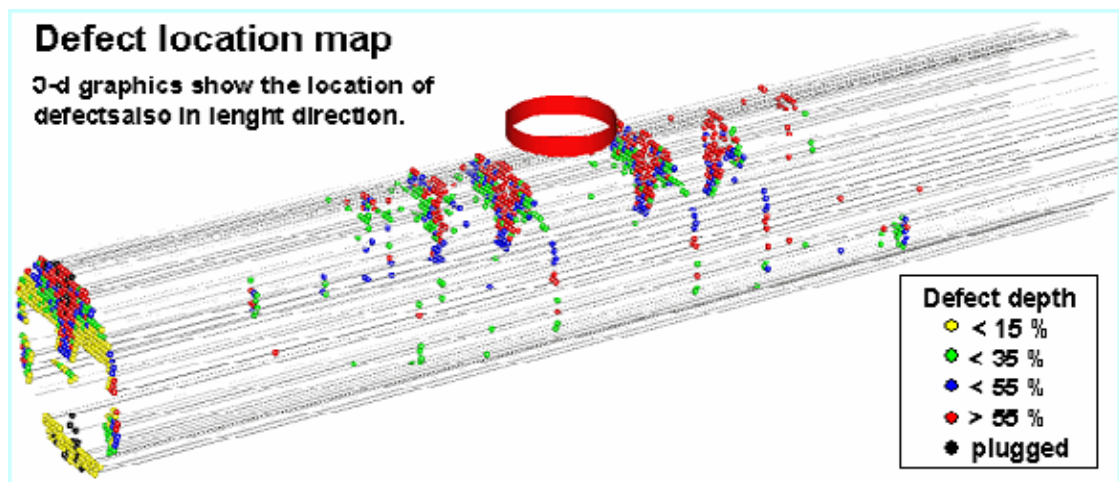 Defect location map
3-d graphics show the location of
defectsalso in lenght direction.
Defect depth
< 15 %
< 35 %
< 55 %
> 55 %
plugged